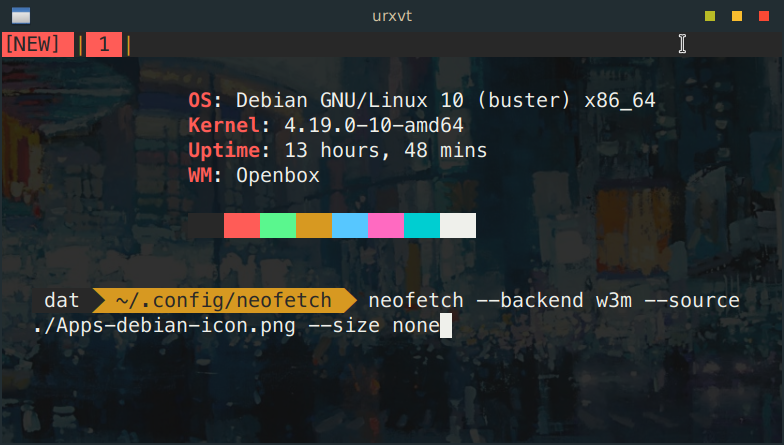 urxvt
[NEW] | 1 |
OS: Debian GNU/Linux 10 (buster) x86_64
Kernel: 4.19.0-10-amd64
Uptime: 13 hours, 48 mins
WM: Openbox
dat ~/.config/neofetch neofetch --backend w3m --source
./Apps-debian-icon.png --size none